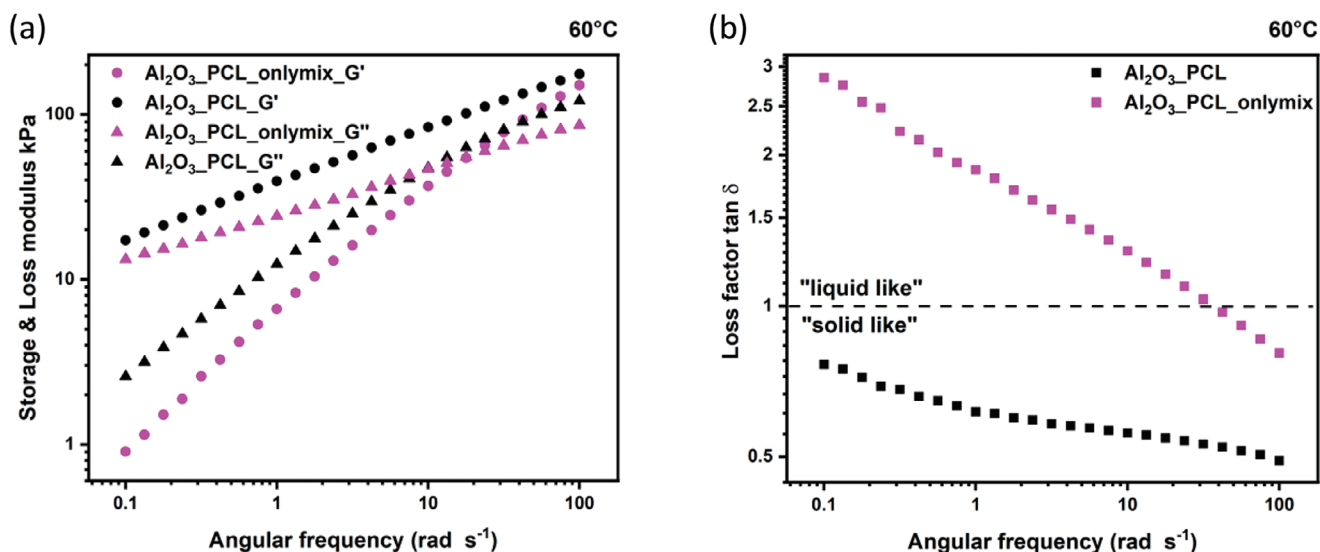 (a)
60°C
Al₂O₃_PCL_onlymix_G'
Al₂O₃_PCL_G'
Al₂O₃_PCL_onlymix_G"
Al₂O₃_PCL_G"
Storage & Loss modulus kPa
100
10
1
0.1
1
10
100
Angular frequency (rad s⁻¹)
(b)
60°C
Al₂O₃_PCL
Al₂O₃_PCL_onlymix
Loss factor tan δ
3
2.5
2
1.5
1
0.5
"liquid like"
"solid like"
0.1
1
10
100
Angular frequency (rad s⁻¹)